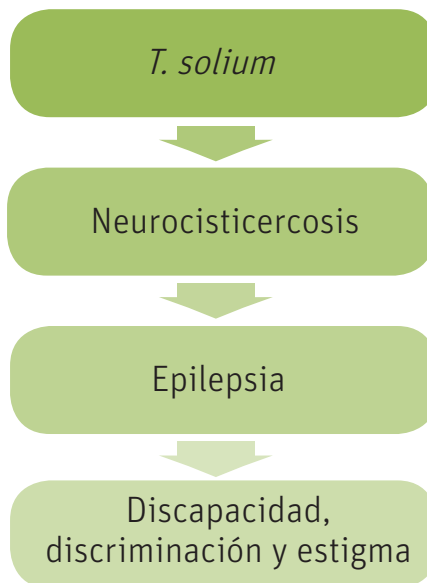 T. solium
Neurocisticercosis
Epilepsia
Discapacidad,
discriminación y estigma